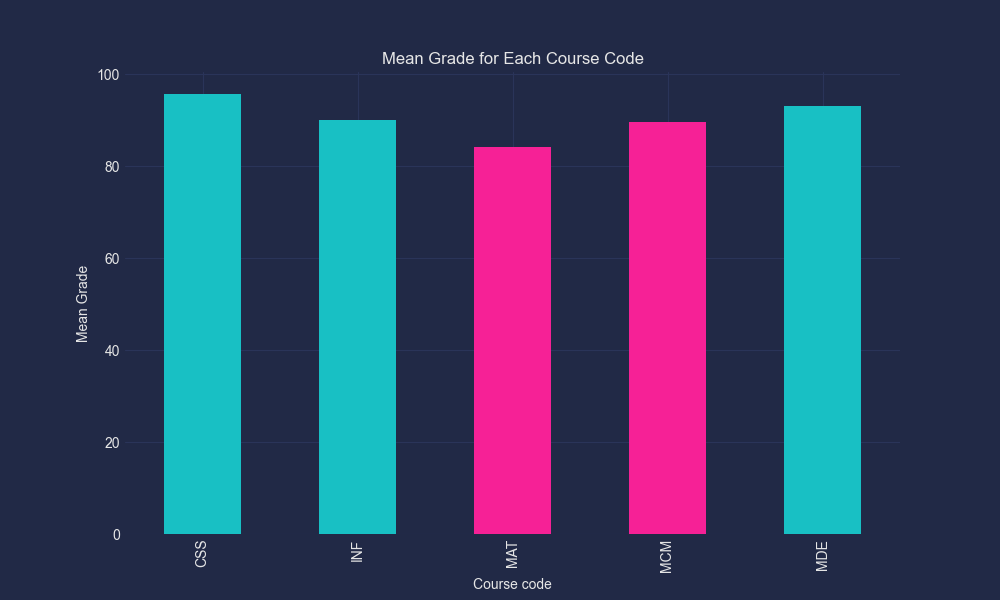 Mean Grade for Each Course Code
100
80
60
40
20
0
Mean Grade
CSS
INF
MAT
MCM
MDE
Course code